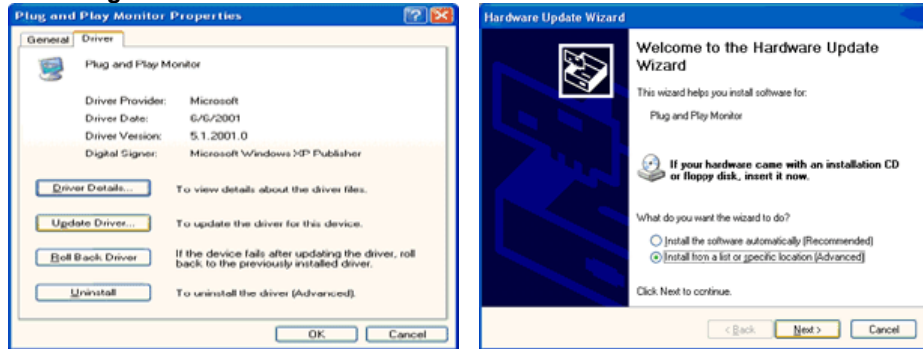 Plug and Play Monitor Properties
General Driver
Plug and Play Monitor
Driver Provider: Microsoft
Driver Date: 6/6/2001
Driver Version: 5.1.2001.0
Digital Signer: Microsoft Windows XP Publisher
Driver Details... To view details about the driver files.
Update Driver... To update the driver for this device.
Roll Back Driver If the device fails after updating the driver, roll
back to the previously installed driver.
Uninstall To uninstall the driver (Advanced).
OK Cancel
Hardware Update Wizard
Welcome to the Hardware Update
Wizard
This wizard helps you install software for:
Plug and Play Monitor
If your hardware came with an installation CD
or floppy disk, insert it now.
What do you want the wizard to do?
Install the software automatically (Recommended)
Install from a list or specific location (Advanced)
Click Next to continue.
< Back Next > Cancel